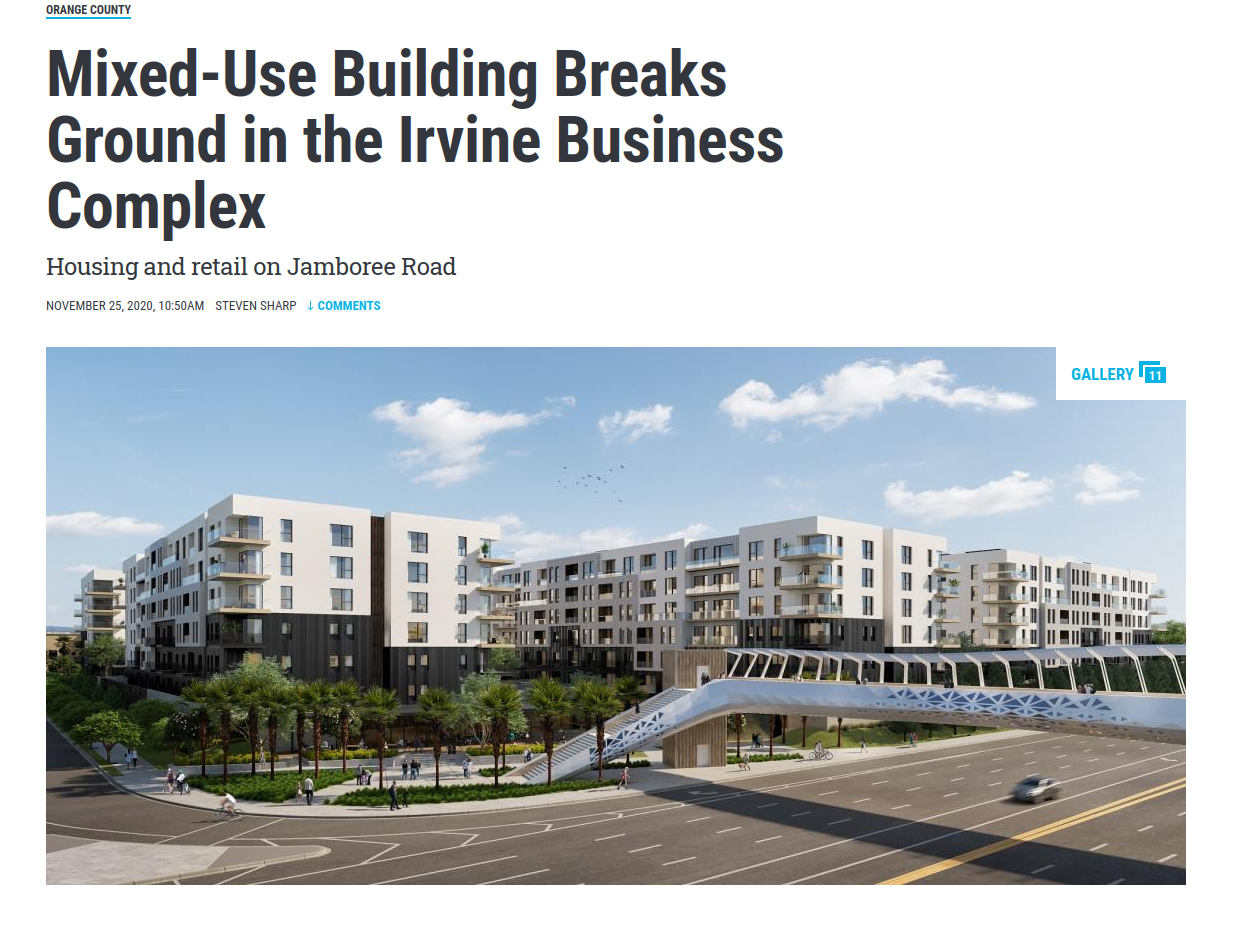 ORANGE COUNTY
Mixed-Use Building Breaks
Ground in the Irvine Business
Complex
Housing and retail on Jamboree Road
NOVEMBER 25, 2020, 10:50AM STEVEN SHARP ↓ COMMENTS
GALLERY 11